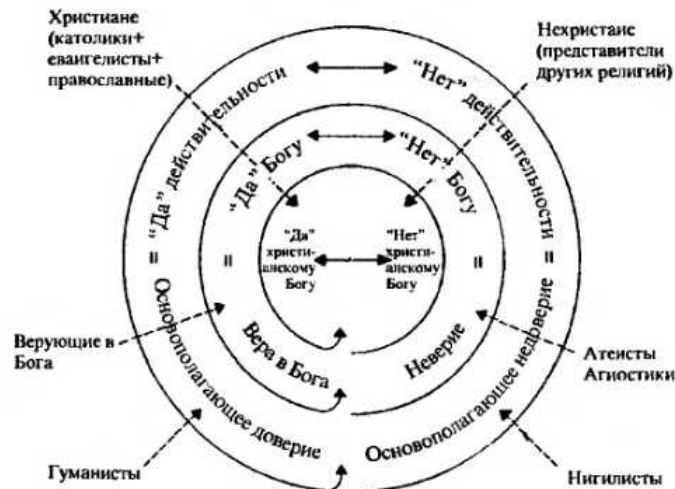 Христиане
(католики+
евангелисты+
православные)
Нехристаие
(представители
других религий)
"Да" действительности
"Нет" действительности
"Да" Богу
"Нет" Богу
"Да"
христи-
анскому
Богу
"Нет"
христи-
анскому
Богу
=
=
=
=
Верующие в
Бога
Вера в Бога
Неверие
Атеисты
Агностики
Основополагающее доверие
Основополагающее недоверие
Гуманисты
Нигилисты